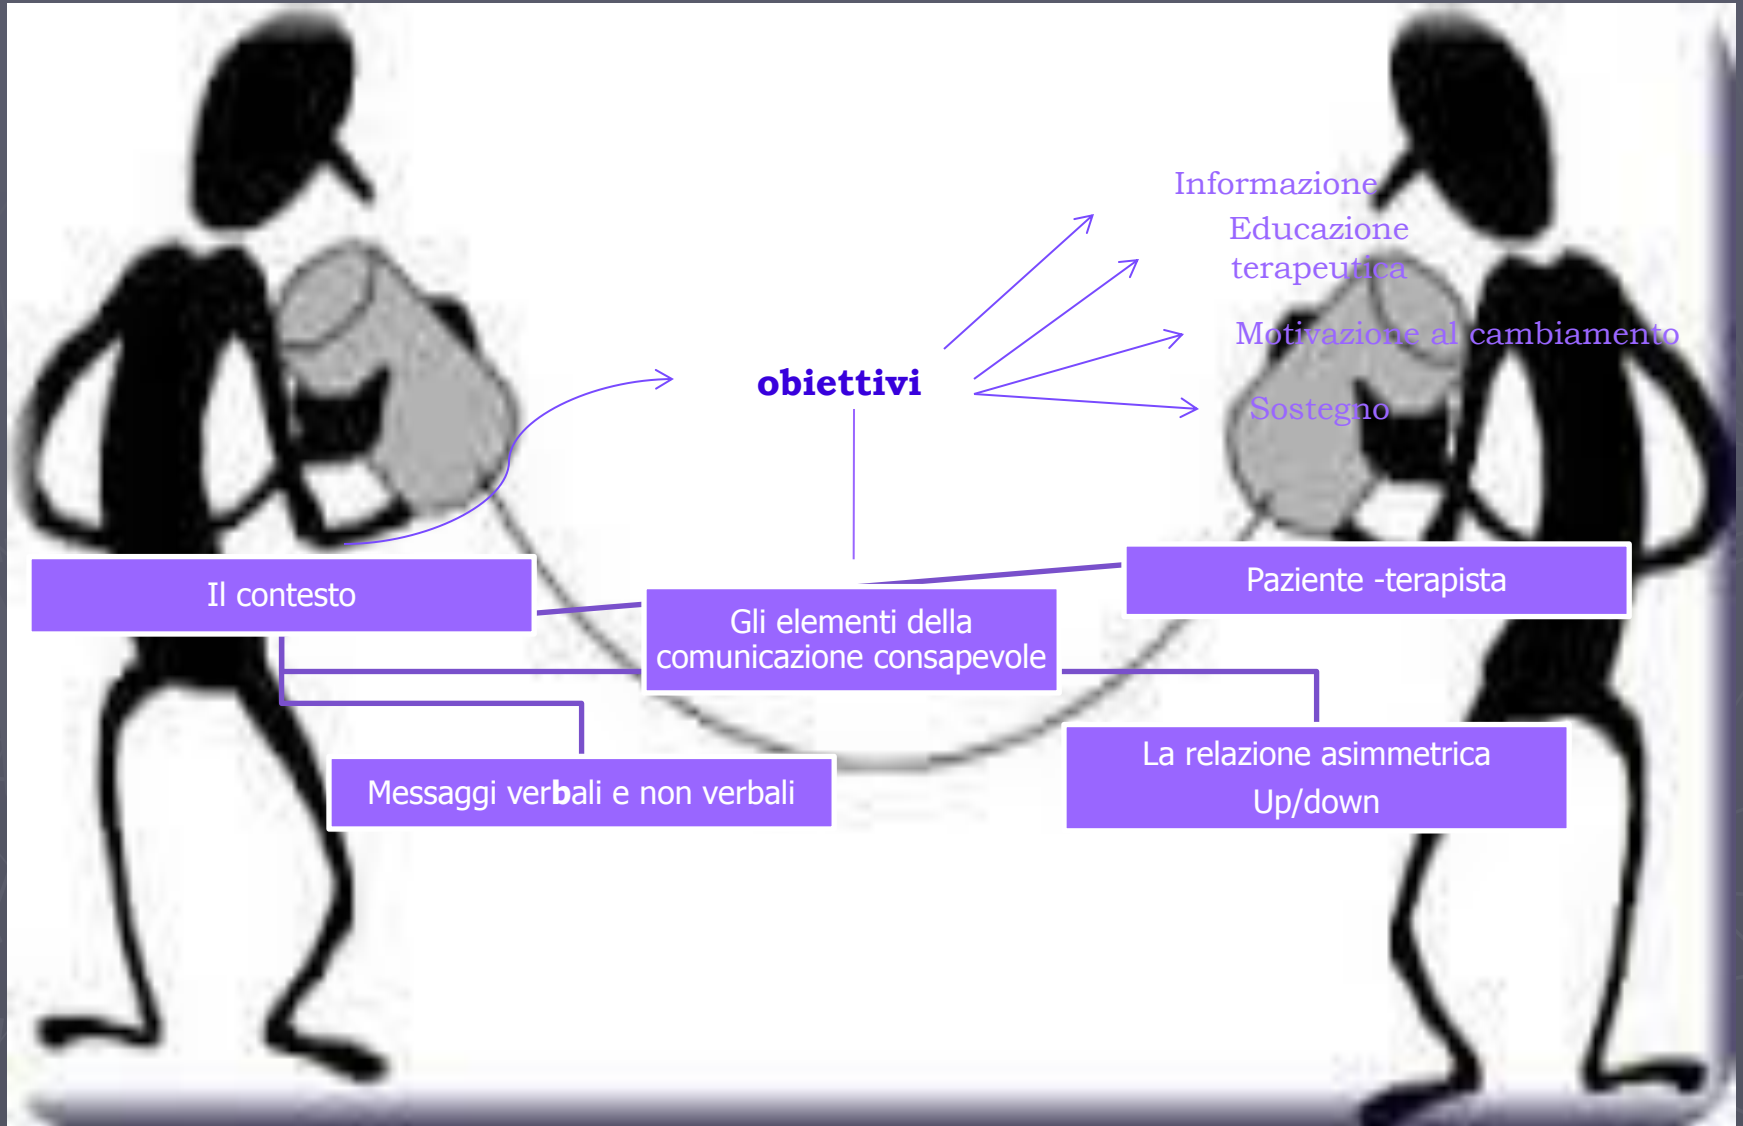 Informazione
Educazione
terapeutica
Motivazione al cambiamento
obiettivi
Sostegno
Il contesto
Paziente -terapista
Gli elementi della
comunicazione consapevole
Messaggi verbali e non verbali
La relazione asimmetrica
Up/down